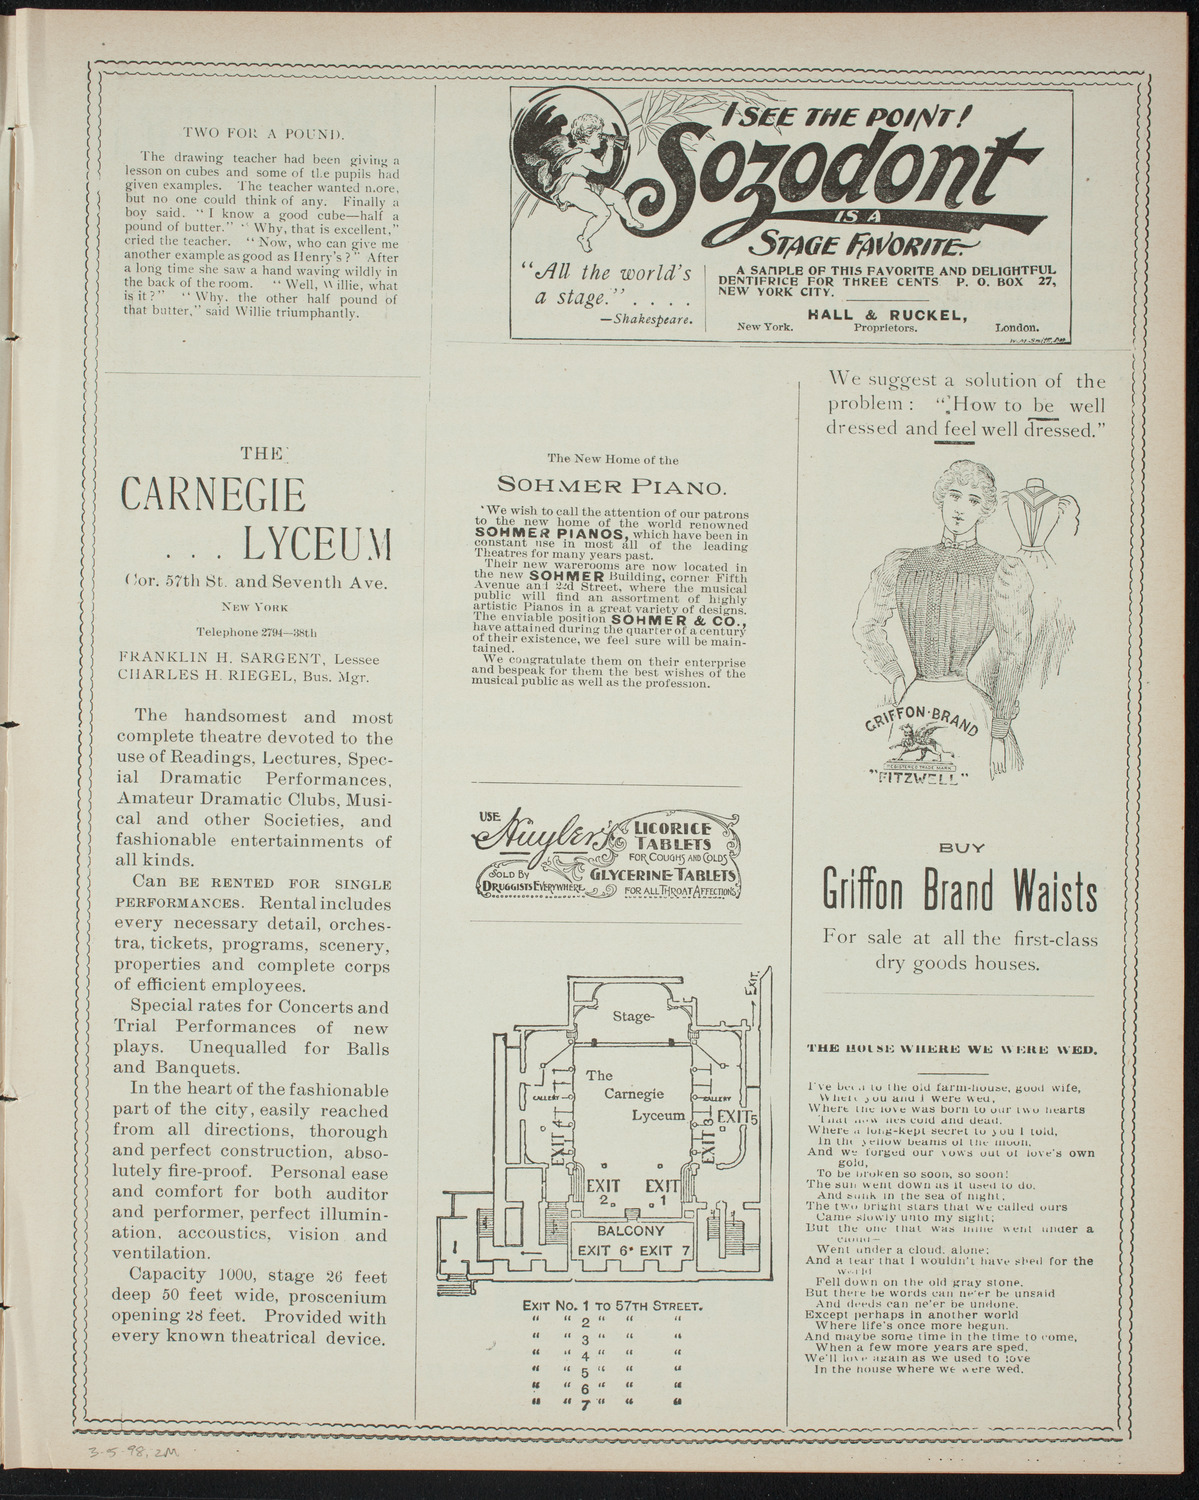 TWO FOR A POUND.
The drawing teacher had been giving a
lesson on cubes and some of the pupils had
given examples. The teacher wanted more,
but no one could think of any. Finally a
boy said. “ I know a good cube—half a
pound of butter.” “ Why, that is excellent,”
cried the teacher. “ Now, who can give me
another example as good as Henry's ? ” After
a long time she saw a hand waving wildly in
the back of the room. “ Well, Willie, what
is it ? ” “ Why. the other half pound of
that butter,” said Willie triumphantly.
THE
CARNEGIE
. . . LYCEUM
Cor. 57th St. and Seventh Ave.
NEW YORK
Telephone 2794—38th
FRANKLIN H. SARGENT, Lessee
CHARLES H. RIEGEL, Bus. Mgr.
The handsomest and most
complete theatre devoted to the
use of Readings, Lectures, Spec-
ial Dramatic Performances,
Amateur Dramatic Clubs, Musi-
cal and other Societies, and
fashionable entertainments of
all kinds.
Can BE RENTED FOR SINGLE
PERFORMANCES. Rental includes
every necessary detail, orches-
tra, tickets, programs, scenery,
properties and complete corps
of efficient employees.
Special rates for Concerts and
Trial Performances of new
plays. Unequalled for Balls
and Banquets.
In the heart of the fashionable
part of the city, easily reached
from all directions, thorough
and perfect construction, abso-
lutely fire-proof. Personal ease
and comfort for both auditor
and performer, perfect illumin-
ation, accoustics, vision and
ventilation.
Capacity 1000, stage 26 feet
deep 50 feet wide, proscenium
opening 28 feet. Provided with
every known theatrical device.
3-5-98, 2M
I SEE THE POINT!
Sozodont
IS A
STAGE FAVORITE.
“All the world's
a stage.” . . . .
—Shakespeare.
A SAMPLE OF THIS FAVORITE AND DELIGHTFUL
DENTIFRICE FOR THREE CENTS P. O. BOX 27,
NEW YORK CITY.
HALL & RUCKEL,
New York. Proprietors. London.
The New Home of the
SOHMER PIANO.
We wish to call the attention of our patrons
to the new home of the world renowned
SOHMER PIANOS, which have been in
constant use in most all of the leading
Theatres for many years past.
Their new warerooms are now located in
the new SOHMER Building, corner Fifth
Avenue and 22d Street, where the musical
public will find an assortment of highly
artistic Pianos in a great variety of designs.
The enviable position SOHMER & CO.,
have attained during the quarter of a century
of their existence, we feel sure will be main-
tained.
We congratulate them on their enterprise
and bespeak for them the best wishes of the
musical public as well as the profession.
USE
Huyler's
LICORICE
TABLETS
FOR COUGHS AND COLDS
SOLD BY
DRUGGISTS EVERYWHERE
GLYCERINE TABLETS
FOR ALL THROAT AFFECTIONS
EXIT.
Stage-
The
Carnegie
Lyceum
GALLERY
GALLERY
EXIT 4
EXIT 3
EXIT 5
EXIT 2.
EXIT 1
BALCONY
EXIT 6 EXIT 7
EXIT NO. 1 TO 57TH STREET.
“ “ 2 “ “ “
“ “ 3 “ “ “
“ “ 4 “ “ “
“ “ 5 “ “ “
“ “ 6 “ “ “
“ “ 7 “ “ “
We suggest a solution of the
problem : “How to be well
dressed and feel well dressed.”
GRIFFON·BRAND
REGISTERED TRADE MARK
"FITZWELL"
BUY
Griffon Brand Waists
For sale at all the first-class
dry goods houses.
THE HOUSE WHERE WE WERE WED.
I've been to the old farm-house, good wife,
Where you and I were wed,
Where the love was born to our two hearts
That now lies cold and dead.
Where a long-kept secret to you I told,
In the yellow beams of the moon,
And we forged our vows out of love's own
gold,
To be broken so soon, so soon!
The sun went down as it used to do,
And sunk in the sea of night;
The two bright stars that we called ours
Came slowly unto my sight;
But the one that was mine went under a
cloud—
Went under a cloud, alone;
And a tear that I wouldn't have shed for the
world
Fell down on the old gray stone.
But there be words can ne'er be unsaid
And deeds can ne'er be undone,
Except perhaps in another world
Where life's once more begun.
And maybe some time in the time to come,
When a few more years are sped,
We'll love again as we used to love
In the house where we were wed.